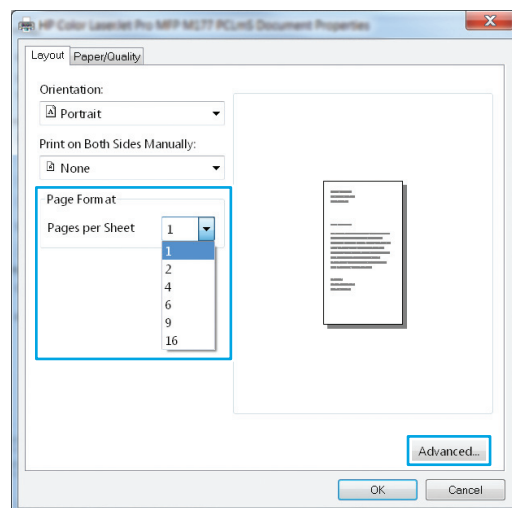 HP Color LaserJet Pro MFP M177 PCLmS Document Properties
Layout Paper/Quality
Orientation:
Portrait
Print on Both Sides Manually:
None
Page Format
Pages per Sheet 1
1
2
4
6
9
16
Advanced...
OK Cancel